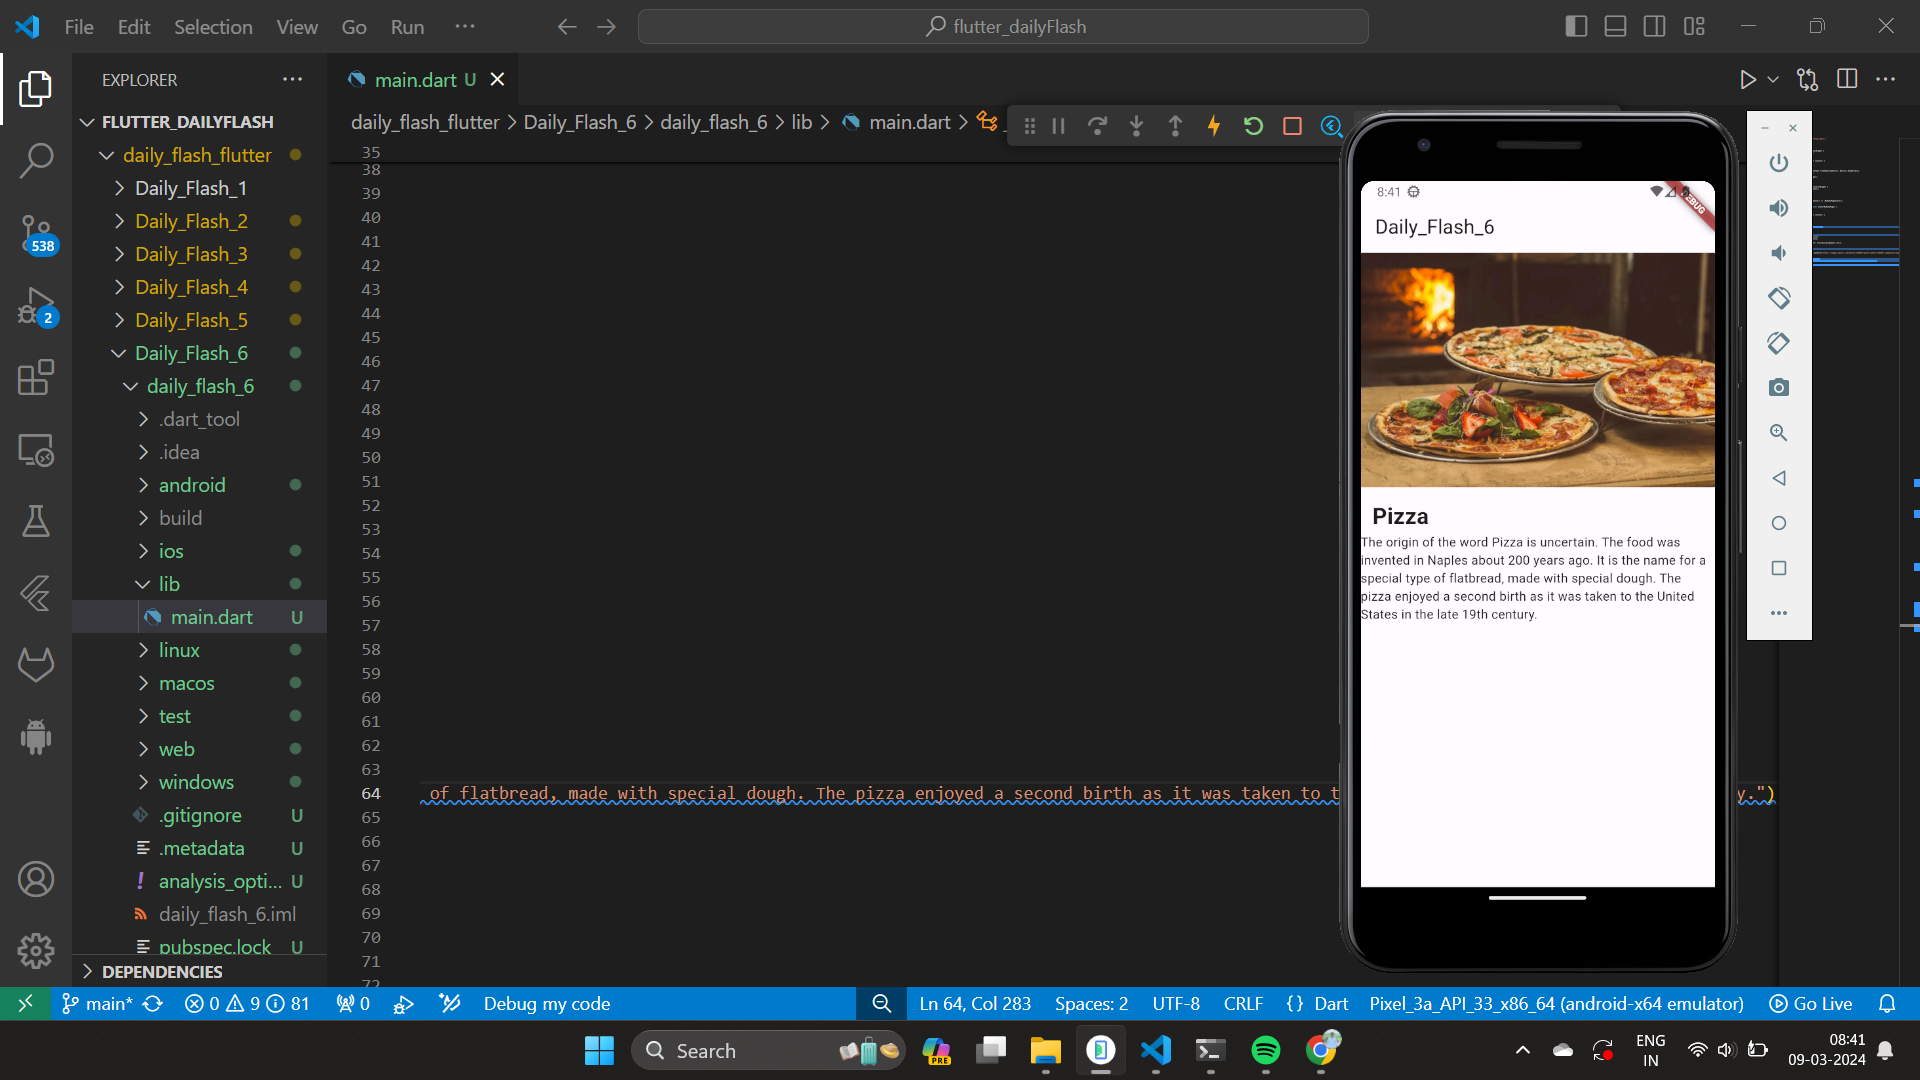 File Edit Selection View Go Run
flutter_dailyFlash
EXPLORER
FLUTTER_DAILYFLASH
daily_flash_flutter
Daily_Flash_1
Daily_Flash_2
Daily_Flash_3
Daily_Flash_4
Daily_Flash_5
Daily_Flash_6
daily_flash_6
.dart_tool
.idea
android
build
ios
lib
main.dart U
linux
macos
test
web
windows
.gitignore U
.metadata U
analysis_opti... U
daily_flash_6.iml
pubspec.lock U
DEPENDENCIES
538
2
main.dart U
daily_flash_flutter > Daily_Flash_6 > daily_flash_6 > lib > main.dart >
35
38
39
40
41
42
43
44
45
46
47
48
49
50
51
52
53
54
55
56
57
58
59
60
61
62
63
64 of flatbread, made with special dough. The pizza enjoyed a second birth as it was taken to t y.")
65
66
67
68
69
70
71
72
8:41
DEBUG
Daily_Flash_6
Pizza
The origin of the word Pizza is uncertain. The food was
invented in Naples about 200 years ago. It is the name for a
special type of flatbread, made with special dough. The
pizza enjoyed a second birth as it was taken to the United
States in the late 19th century.
main* 0 9 81 0 Debug my code Ln 64, Col 283 Spaces: 2 UTF-8 CRLF {} Dart Pixel_3a_API_33_x86_64 (android-x64 emulator) Go Live
Search
PRE
ENG
IN
08:41
09-03-2024